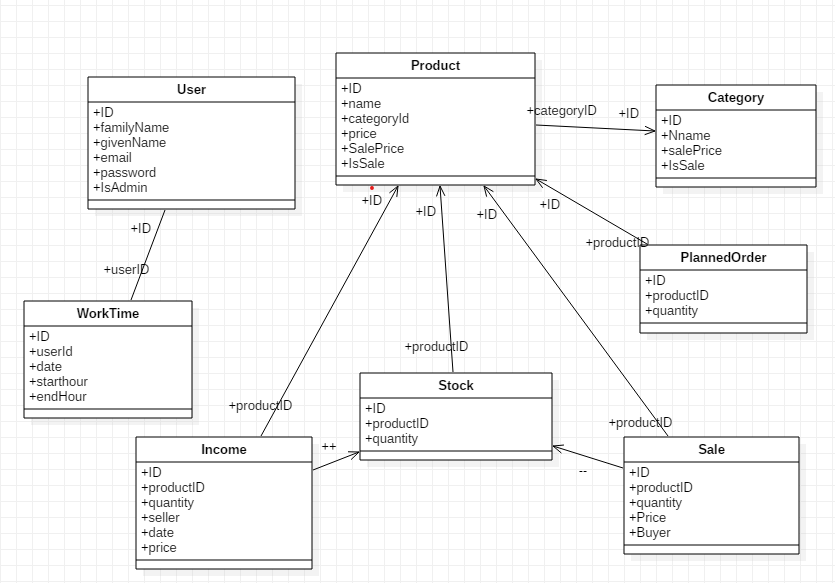 Product
+ID
+name
+categoryId
+price
+SalePrice
+IsSale
User
+ID
+familyName
+givenName
+email
+password
+IsAdmin
Category
+ID
+Nname
+salePrice
+IsSale
+categoryID
+ID
+ID
+ID
+ID
+ID
+ID
+userID
+productID
PlannedOrder
+ID
+productID
+quantity
WorkTime
+ID
+userId
+date
+starthour
+endHour
+productID
Stock
+ID
+productID
+quantity
+productID
+productID
Income
+ID
+productID
+quantity
+seller
+date
+price
++
--
Sale
+ID
+productID
+quantity
+Price
+Buyer